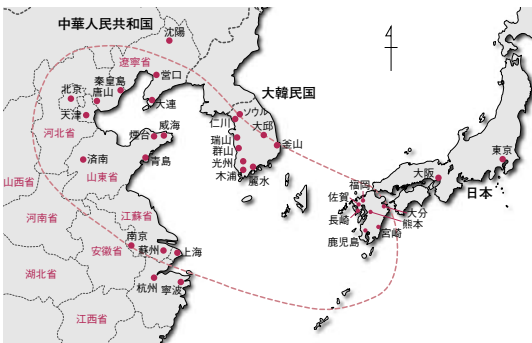 中華人民共和国
瀋陽
遼寧省
営口
秦皇島
北京
唐山
大連
天津
河北省
大韓民国
ソウル
仁川
大邱
瑞山
釜山
群山
光州
木浦
麗水
煙台
威海
済南
青島
山東省
山西省
東京
大阪
日本
福岡
佐賀
大分
長崎
熊本
宮崎
鹿児島
河南省
江蘇省
南京
安徽省
蘇州
上海
湖北省
杭州
寧波
江西省